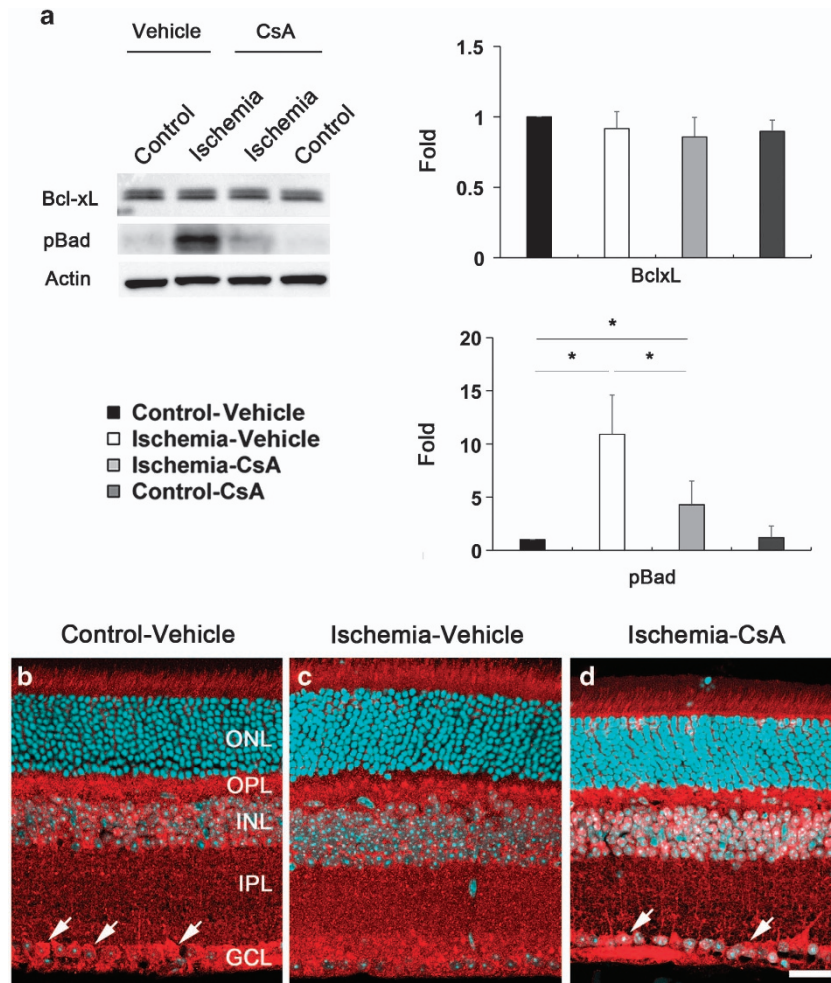 a
Vehicle CsA
Control Ischemia Ischemia Control
Bcl-xL
pBad
Actin
1.5
1
0.5
0
Fold
BclxL
20
15
10
5
0
Fold
* * *
pBad
Control-Vehicle
Ischemia-Vehicle
Ischemia-CsA
Control-CsA
Control-Vehicle Ischemia-Vehicle Ischemia-CsA
b c d
ONL
OPL
INL
IPL
GCL